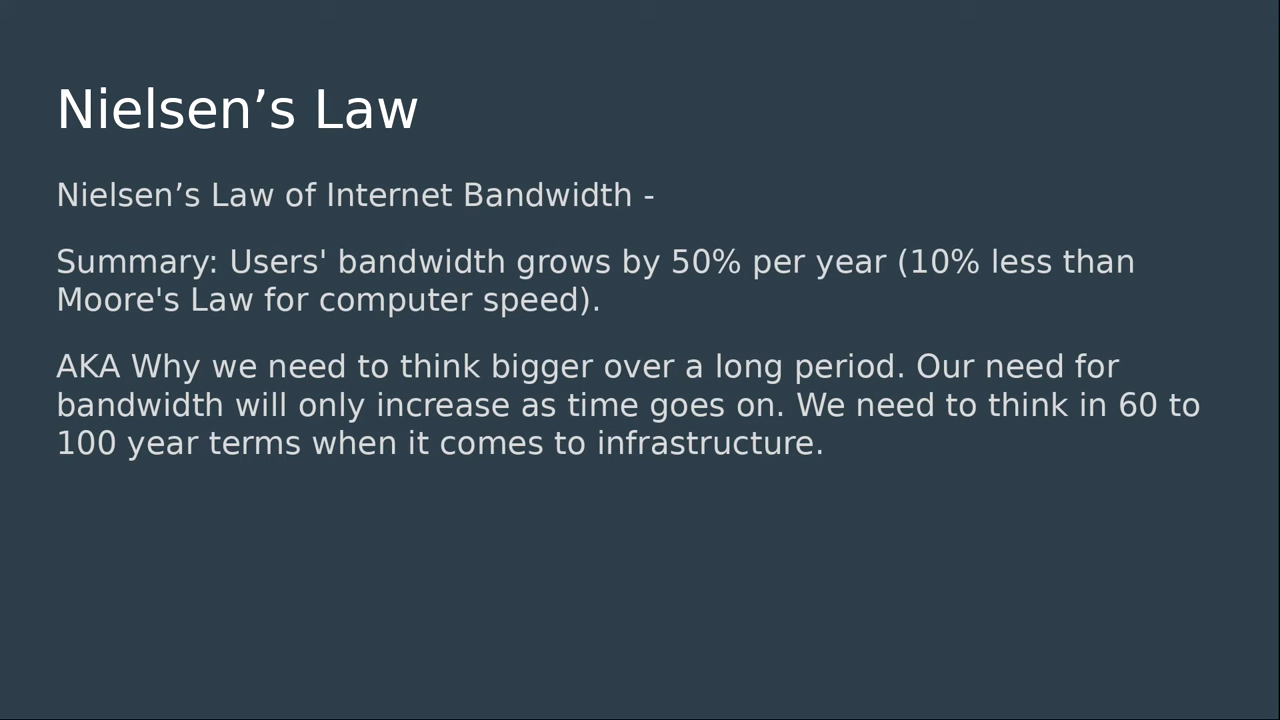 Nielsen’s Law
Nielsen’s Law of Internet Bandwidth -
Summary: Users' bandwidth grows by 50% per year (10% less than
Moore's Law for computer speed).
AKA Why we need to think bigger over a long period. Our need for
bandwidth will only increase as time goes on. We need to think in 60 to
100 year terms when it comes to infrastructure.